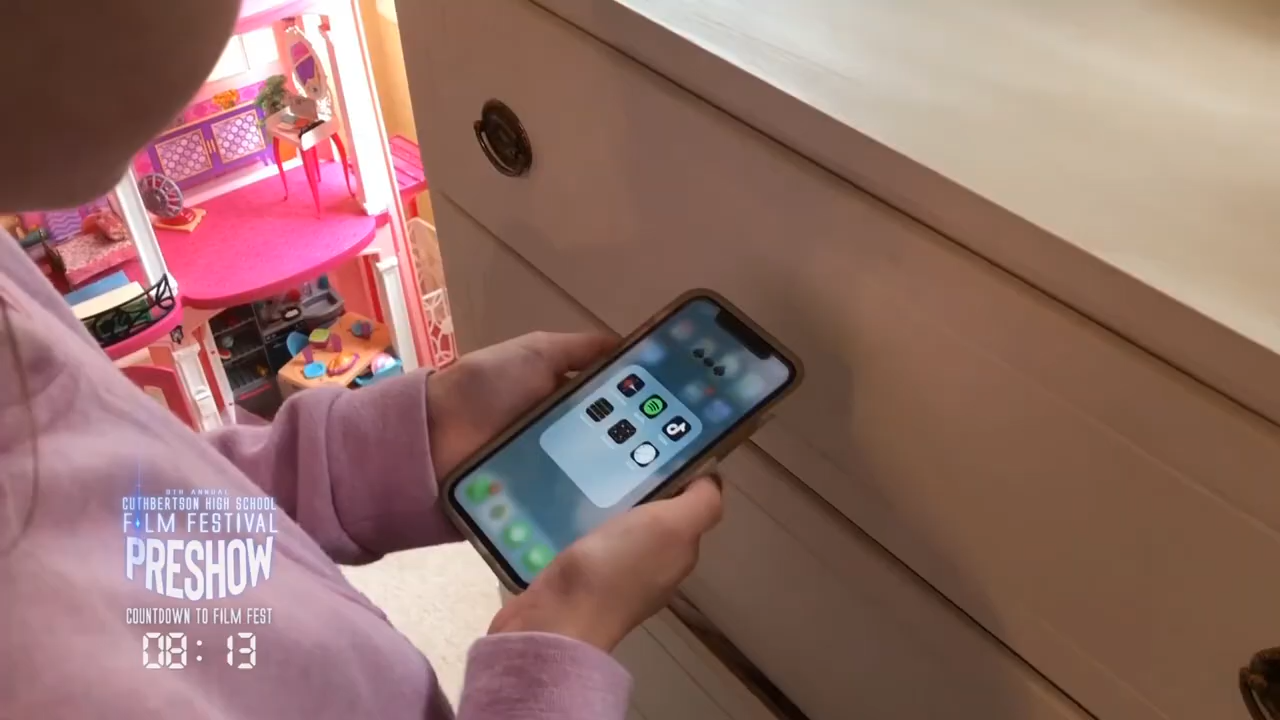 8TH ANNUAL
CUTHBERTSON HIGH SCHOOL
FILM FESTIVAL
PRESHOW
COUNTDOWN TO FILM FEST
08:13